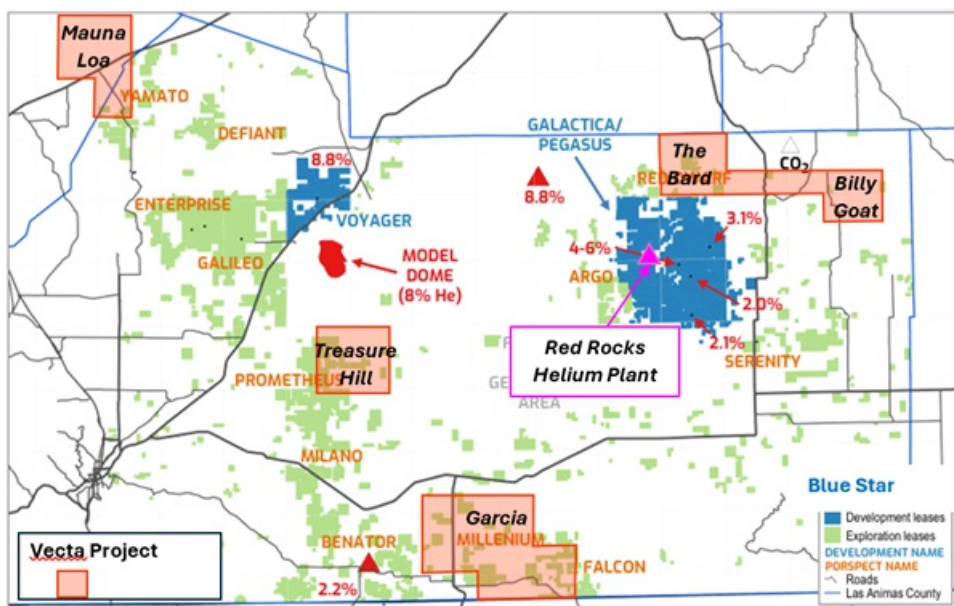 Mauna
Loa
YAMATO
DEFIANT
8.8%
ENTERPRISE
VOYAGER
GALILEO
MODEL
DOME
(8% He)
GALACTICA/
PEGASUS
8.8%
The
Bard
CO2
Billy
Goat
3.1%
4-6%
ARGO
2.0%
2.1%
SERENITY
Treasure
Hill
PROMETHEUS
Red Rocks
Helium Plant
AREA
MILANO
Garcia
MILLENIUM
BENATOR
FALCON
2.2%
Vecta Project
Blue Star
Development leases
Exploration leases
DEVELOPMENT NAME
PORSPECT NAME
Roads
Las Animas County